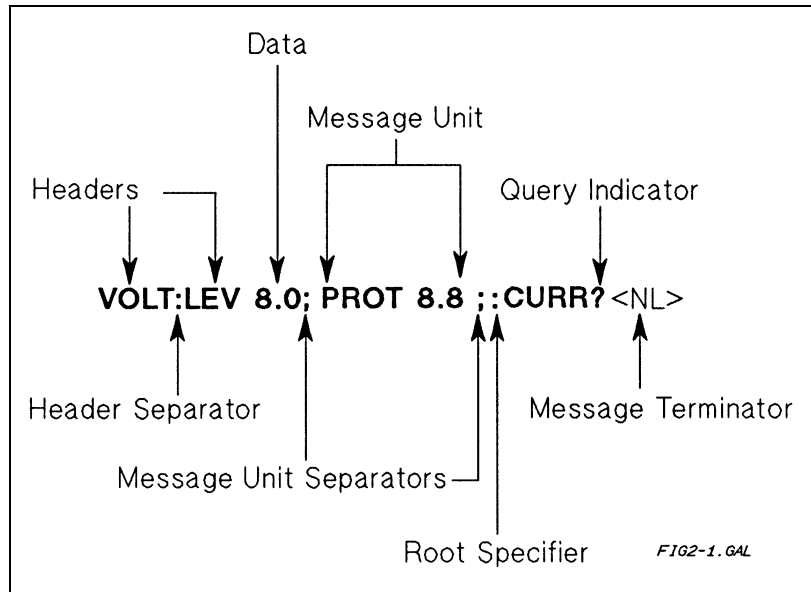 Data
Message Unit
Headers
Query Indicator
VOLT:LEV 8.0; PROT 8.8 ;:CURR? <NL>
Header Separator
Message Terminator
Message Unit Separators
Root Specifier
FIG2-1.GAL